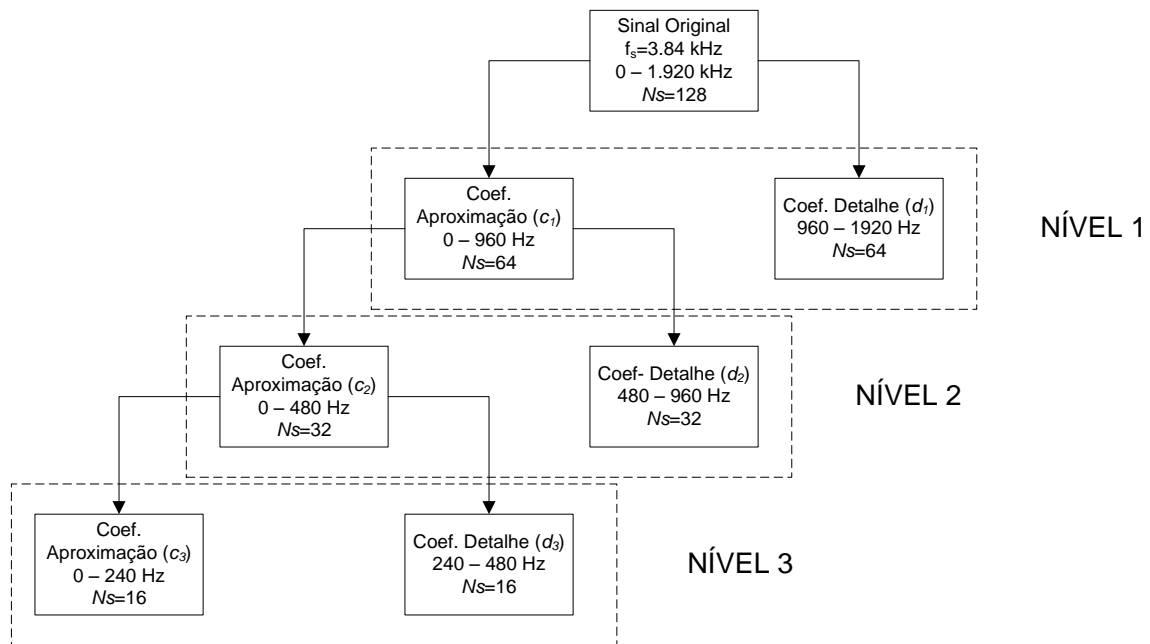 Sinal Original
fs=3.84 kHz
0 – 1.920 kHz
Ns=128
Coef.
Aproximação (c1)
0 – 960 Hz
Ns=64
Coef. Detalhe (d1)
960 – 1920 Hz
Ns=64
NÍVEL 1
Coef.
Aproximação (c2)
0 – 480 Hz
Ns=32
Coef- Detalhe (d2)
480 – 960 Hz
Ns=32
NÍVEL 2
Coef.
Aproximação (c3)
0 – 240 Hz
Ns=16
Coef. Detalhe (d3)
240 – 480 Hz
Ns=16
NÍVEL 3